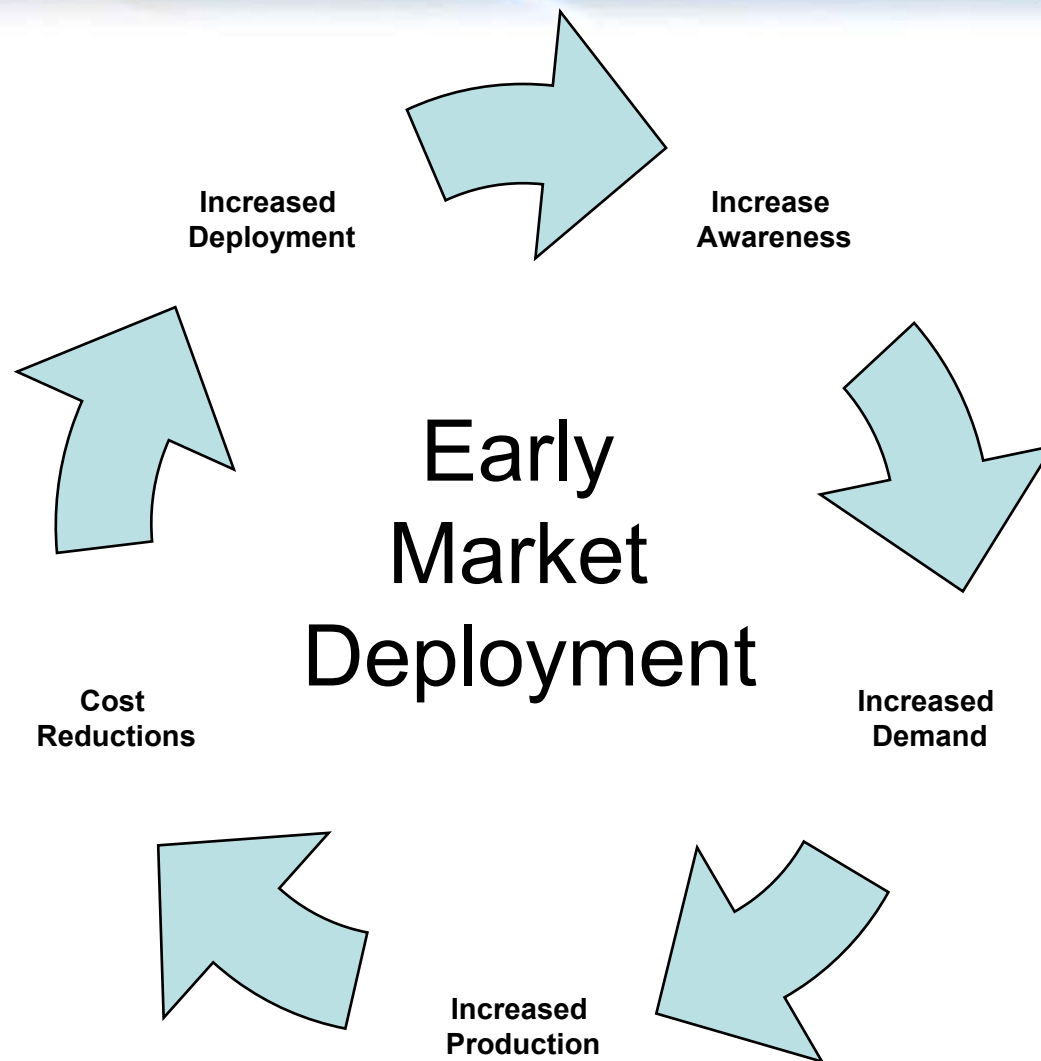 Increased
Deployment
Increase
Awareness
Early
Market
Deployment
Cost
Reductions
Increased
Demand
Increased
Production